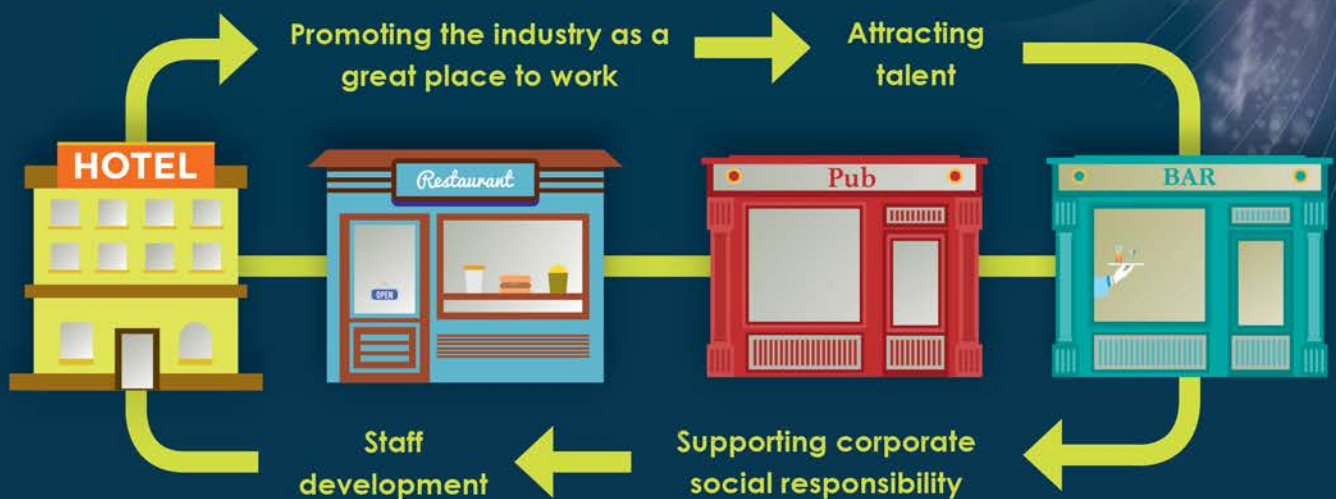 Promoting the industry as a
great place to work
Attracting
talent
HOTEL
Restaurant
OPEN
Pub
BAR
Staff
development
Supporting corporate
social responsibility